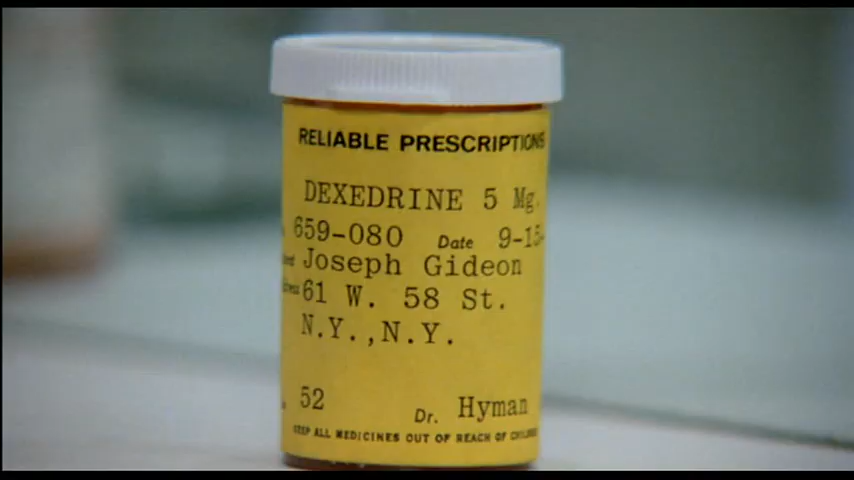 RELIABLE PRESCRIPTIONS
DEXEDRINE 5 Mg.
659-080 Date 9-15-
Joseph Gideon
61 W. 58 St.
N.Y.,N.Y.
52 Dr. Hyman
KEEP ALL MEDICINES OUT OF REACH OF CHILDREN